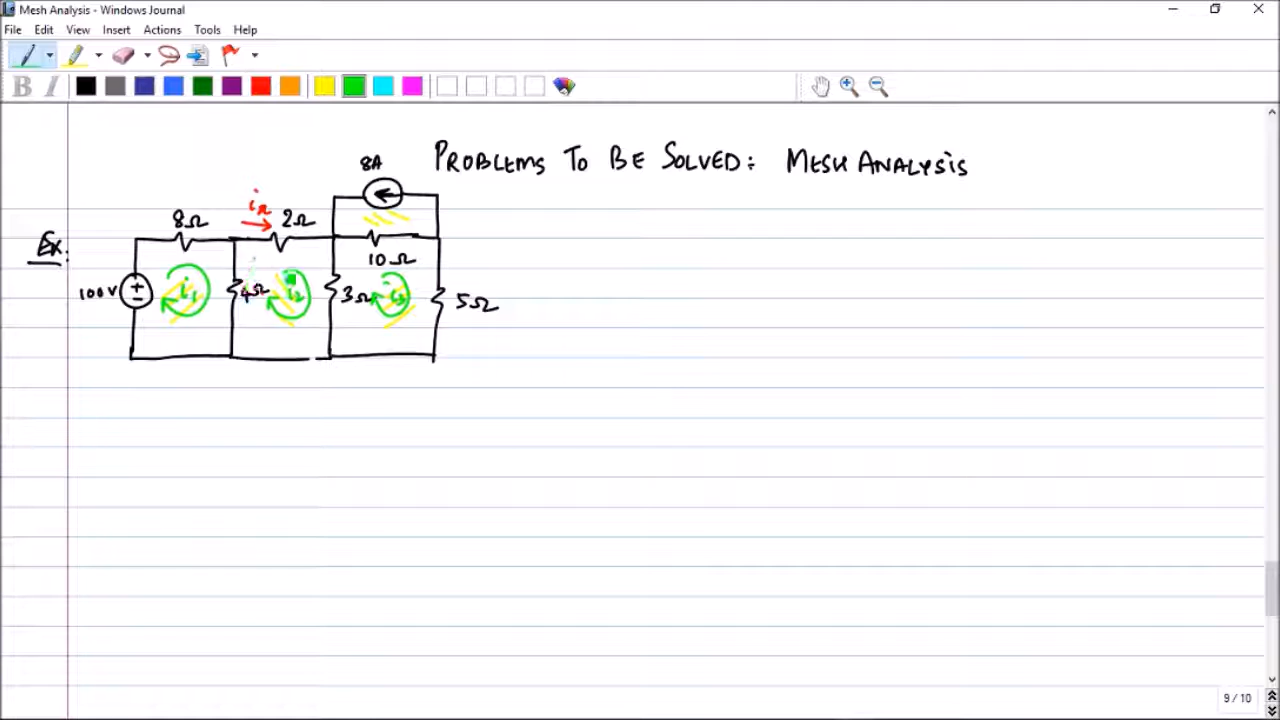 Mesh Analysis - Windows Journal
File Edit View Insert Actions Tools Help
B I
PROBLEMS TO BE SOLVED: MESH ANALYSIS
8A
ix
8Ω 2Ω
Ex:
10Ω
100V + - i1 4Ω i2 3Ω i3 5Ω
9 / 10